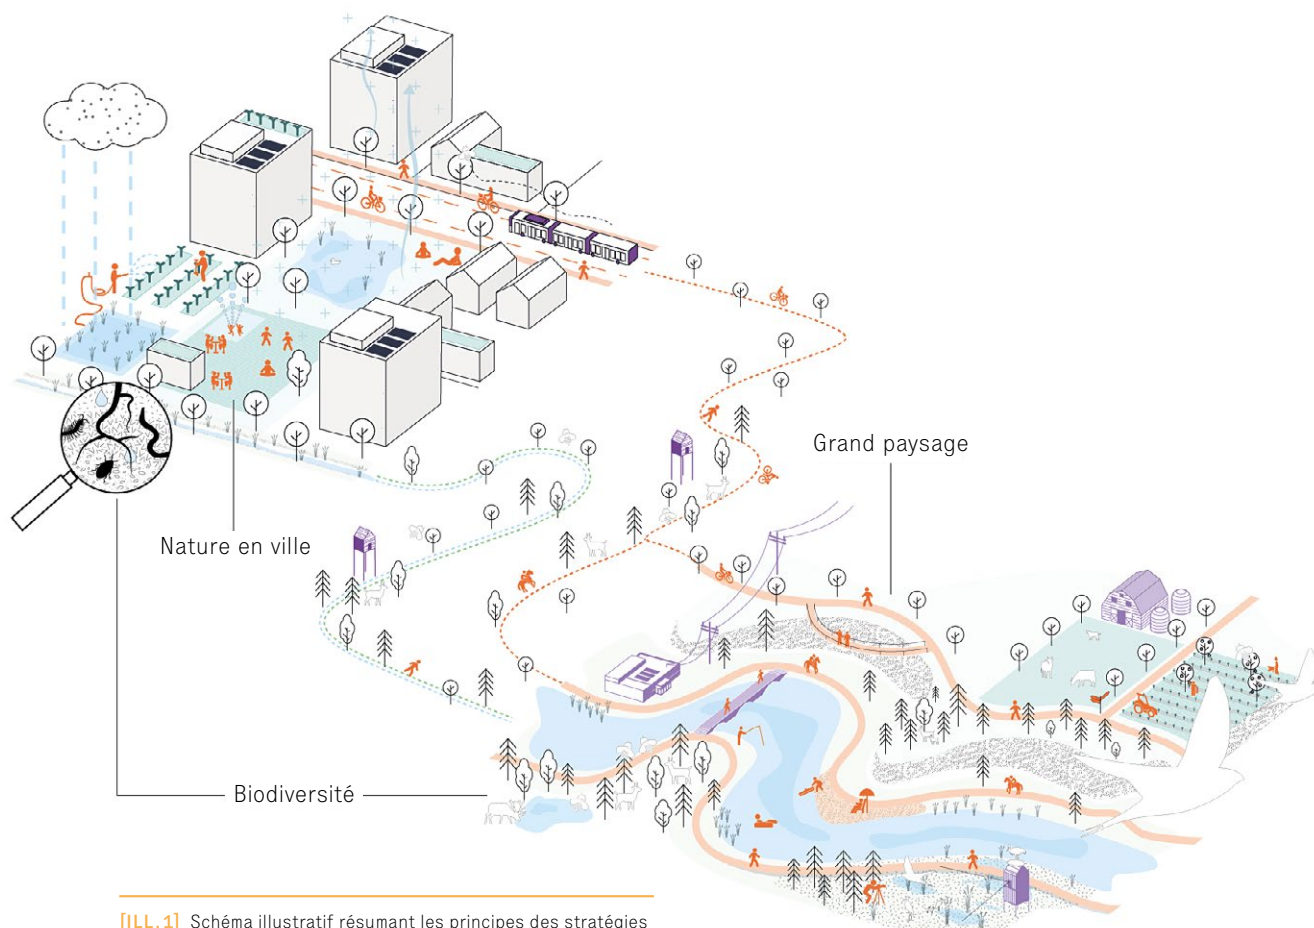 Grand paysage
Nature en ville
Biodiversité
[ILL.1] Schéma illustratif résumant les principes des stratégies